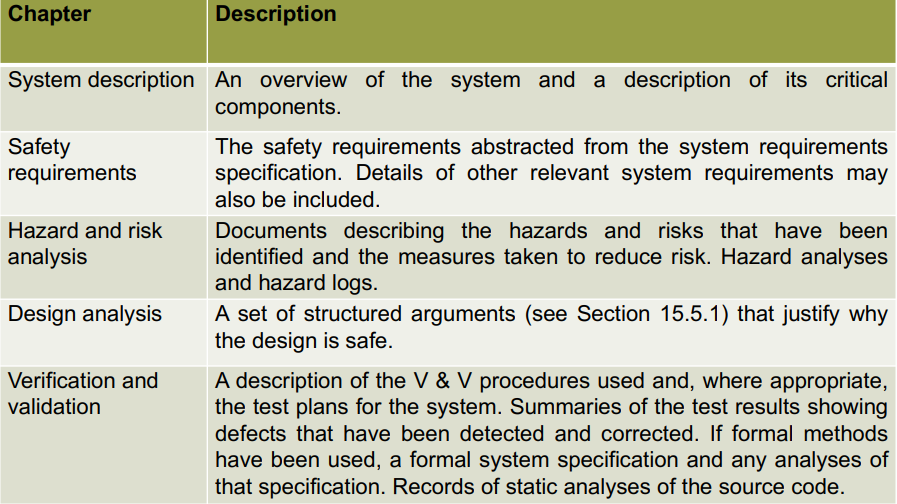 Chapter Description
System description An overview of the system and a description of its critical
components.
Safety The safety requirements abstracted from the system requirements
requirements specification. Details of other relevant system requirements may
also be included.
Hazard and risk Documents describing the hazards and risks that have been
analysis identified and the measures taken to reduce risk. Hazard analyses
and hazard logs.
Design analysis A set of structured arguments (see Section 15.5.1) that justify why
the design is safe.
Verification and A description of the V & V procedures used and, where appropriate,
validation the test plans for the system. Summaries of the test results showing
defects that have been detected and corrected. If formal methods
have been used, a formal system specification and any analyses of
that specification. Records of static analyses of the source code.